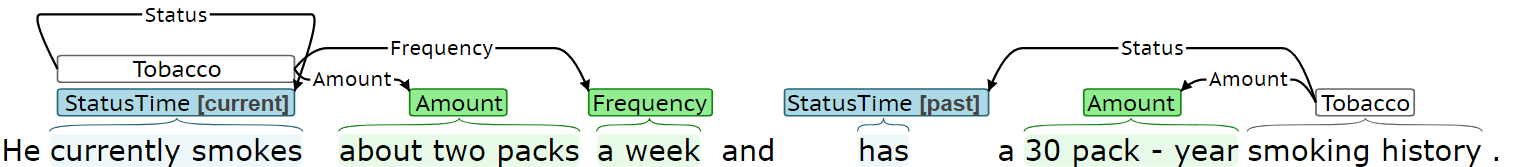 Status
Frequency
Status
Tobacco
Amount
Amount
StatusTime [current]
Amount
Frequency
StatusTime [past]
Amount
Tobacco
He currently smokes about two packs a week and has a 30 pack - year smoking history .